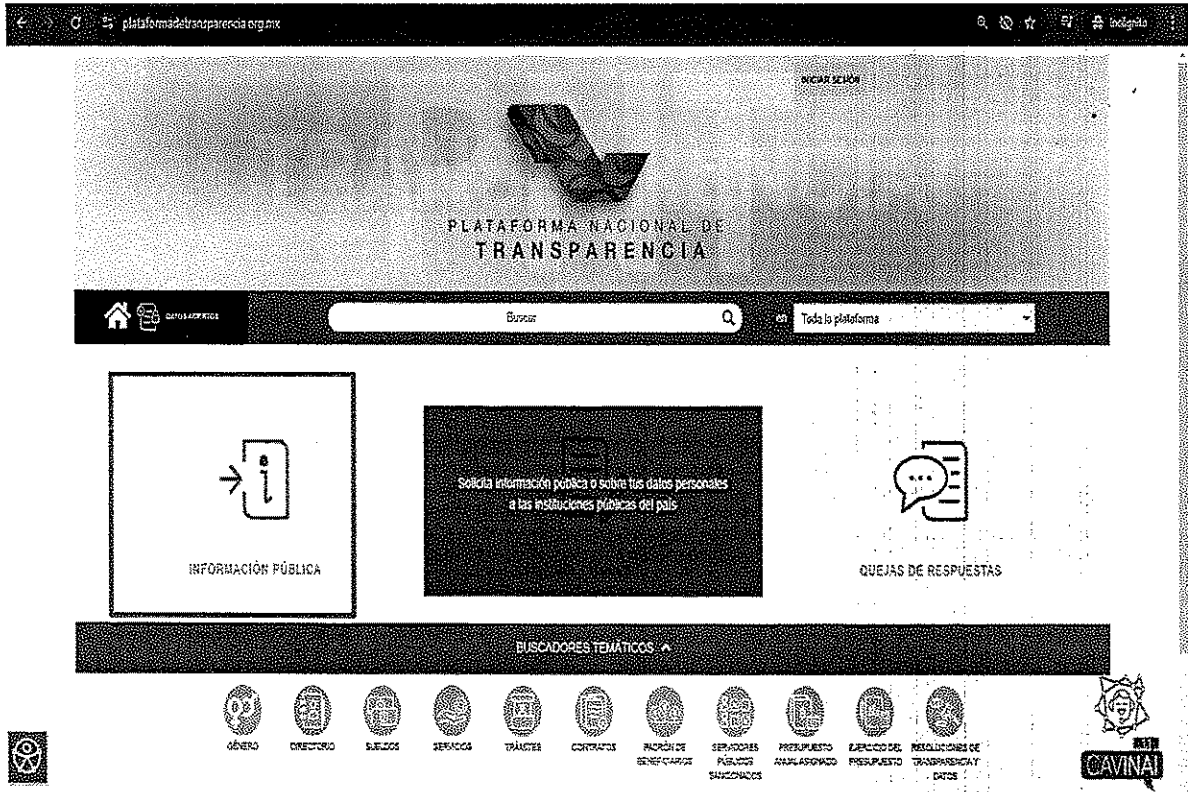 plataformadetransparencia.org.mx
Incógnito
INICIAR SESIÓN
PLATAFORMA NACIONAL DE
TRANSPARENCIA
DATOS ABIERTOS
Buscar
en
Toda la plataforma
Solicita información pública o sobre tus datos personales
a las instituciones públicas del país
INFORMACIÓN PÚBLICA
QUEJAS DE RESPUESTAS
BUSCADORES TEMÁTICOS
GÉNERO
DIRECTORIO
SUELDOS
SERVICIOS
TRÁMITES
CONTRATOS
PADRÓN DE
BENEFICIARIOS
SERVIDORES
PÚBLICOS
SANCIONADOS
PRESUPUESTO
ANUAL ASIGNADO
EJERCICIO DEL
PRESUPUESTO
RESOLUCIONES DE
TRANSPARENCIA Y
DATOS
CAVINAI